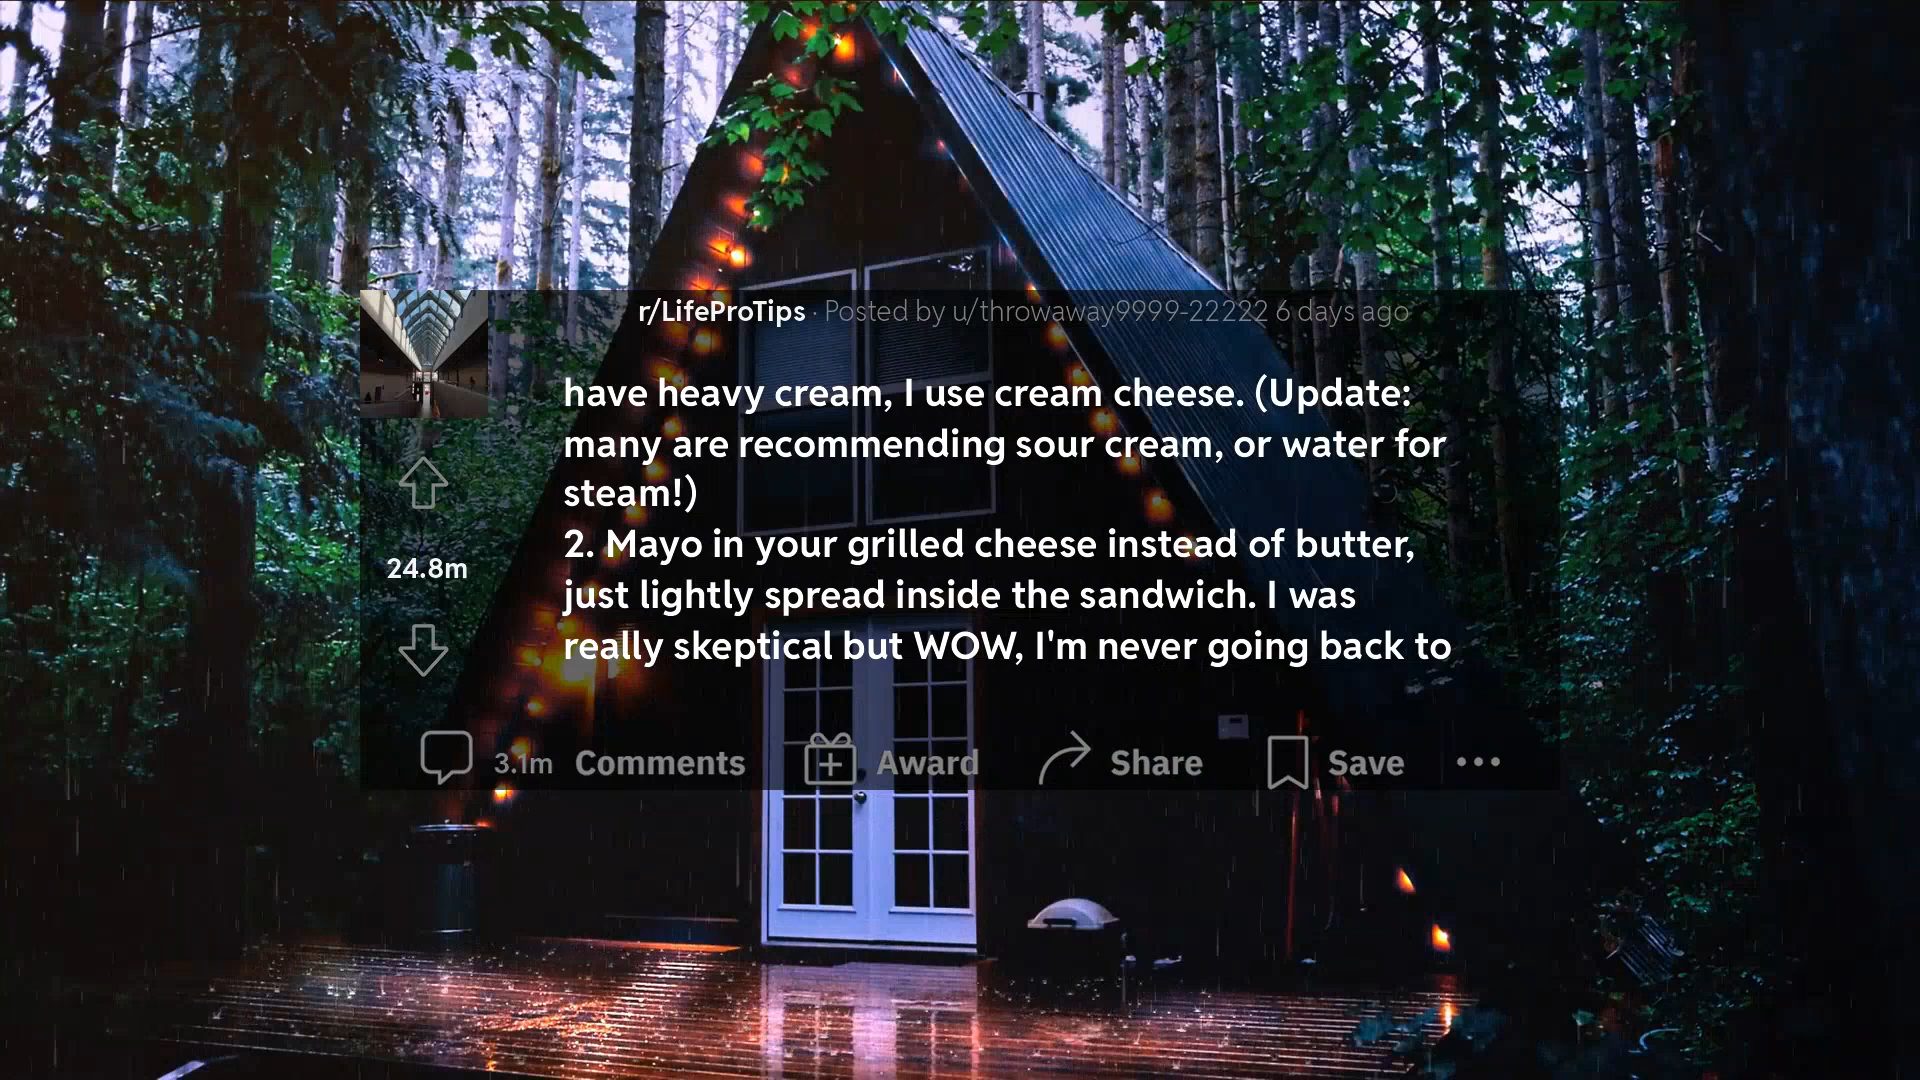 r/LifeProTips · Posted by u/throwaway9999-22222 6 days ago
have heavy cream, I use cream cheese. (Update:
many are recommending sour cream, or water for
steam!)
2. Mayo in your grilled cheese instead of butter,
just lightly spread inside the sandwich. I was
really skeptical but WOW, I'm never going back to
24.8m
3.1m Comments Award Share Save